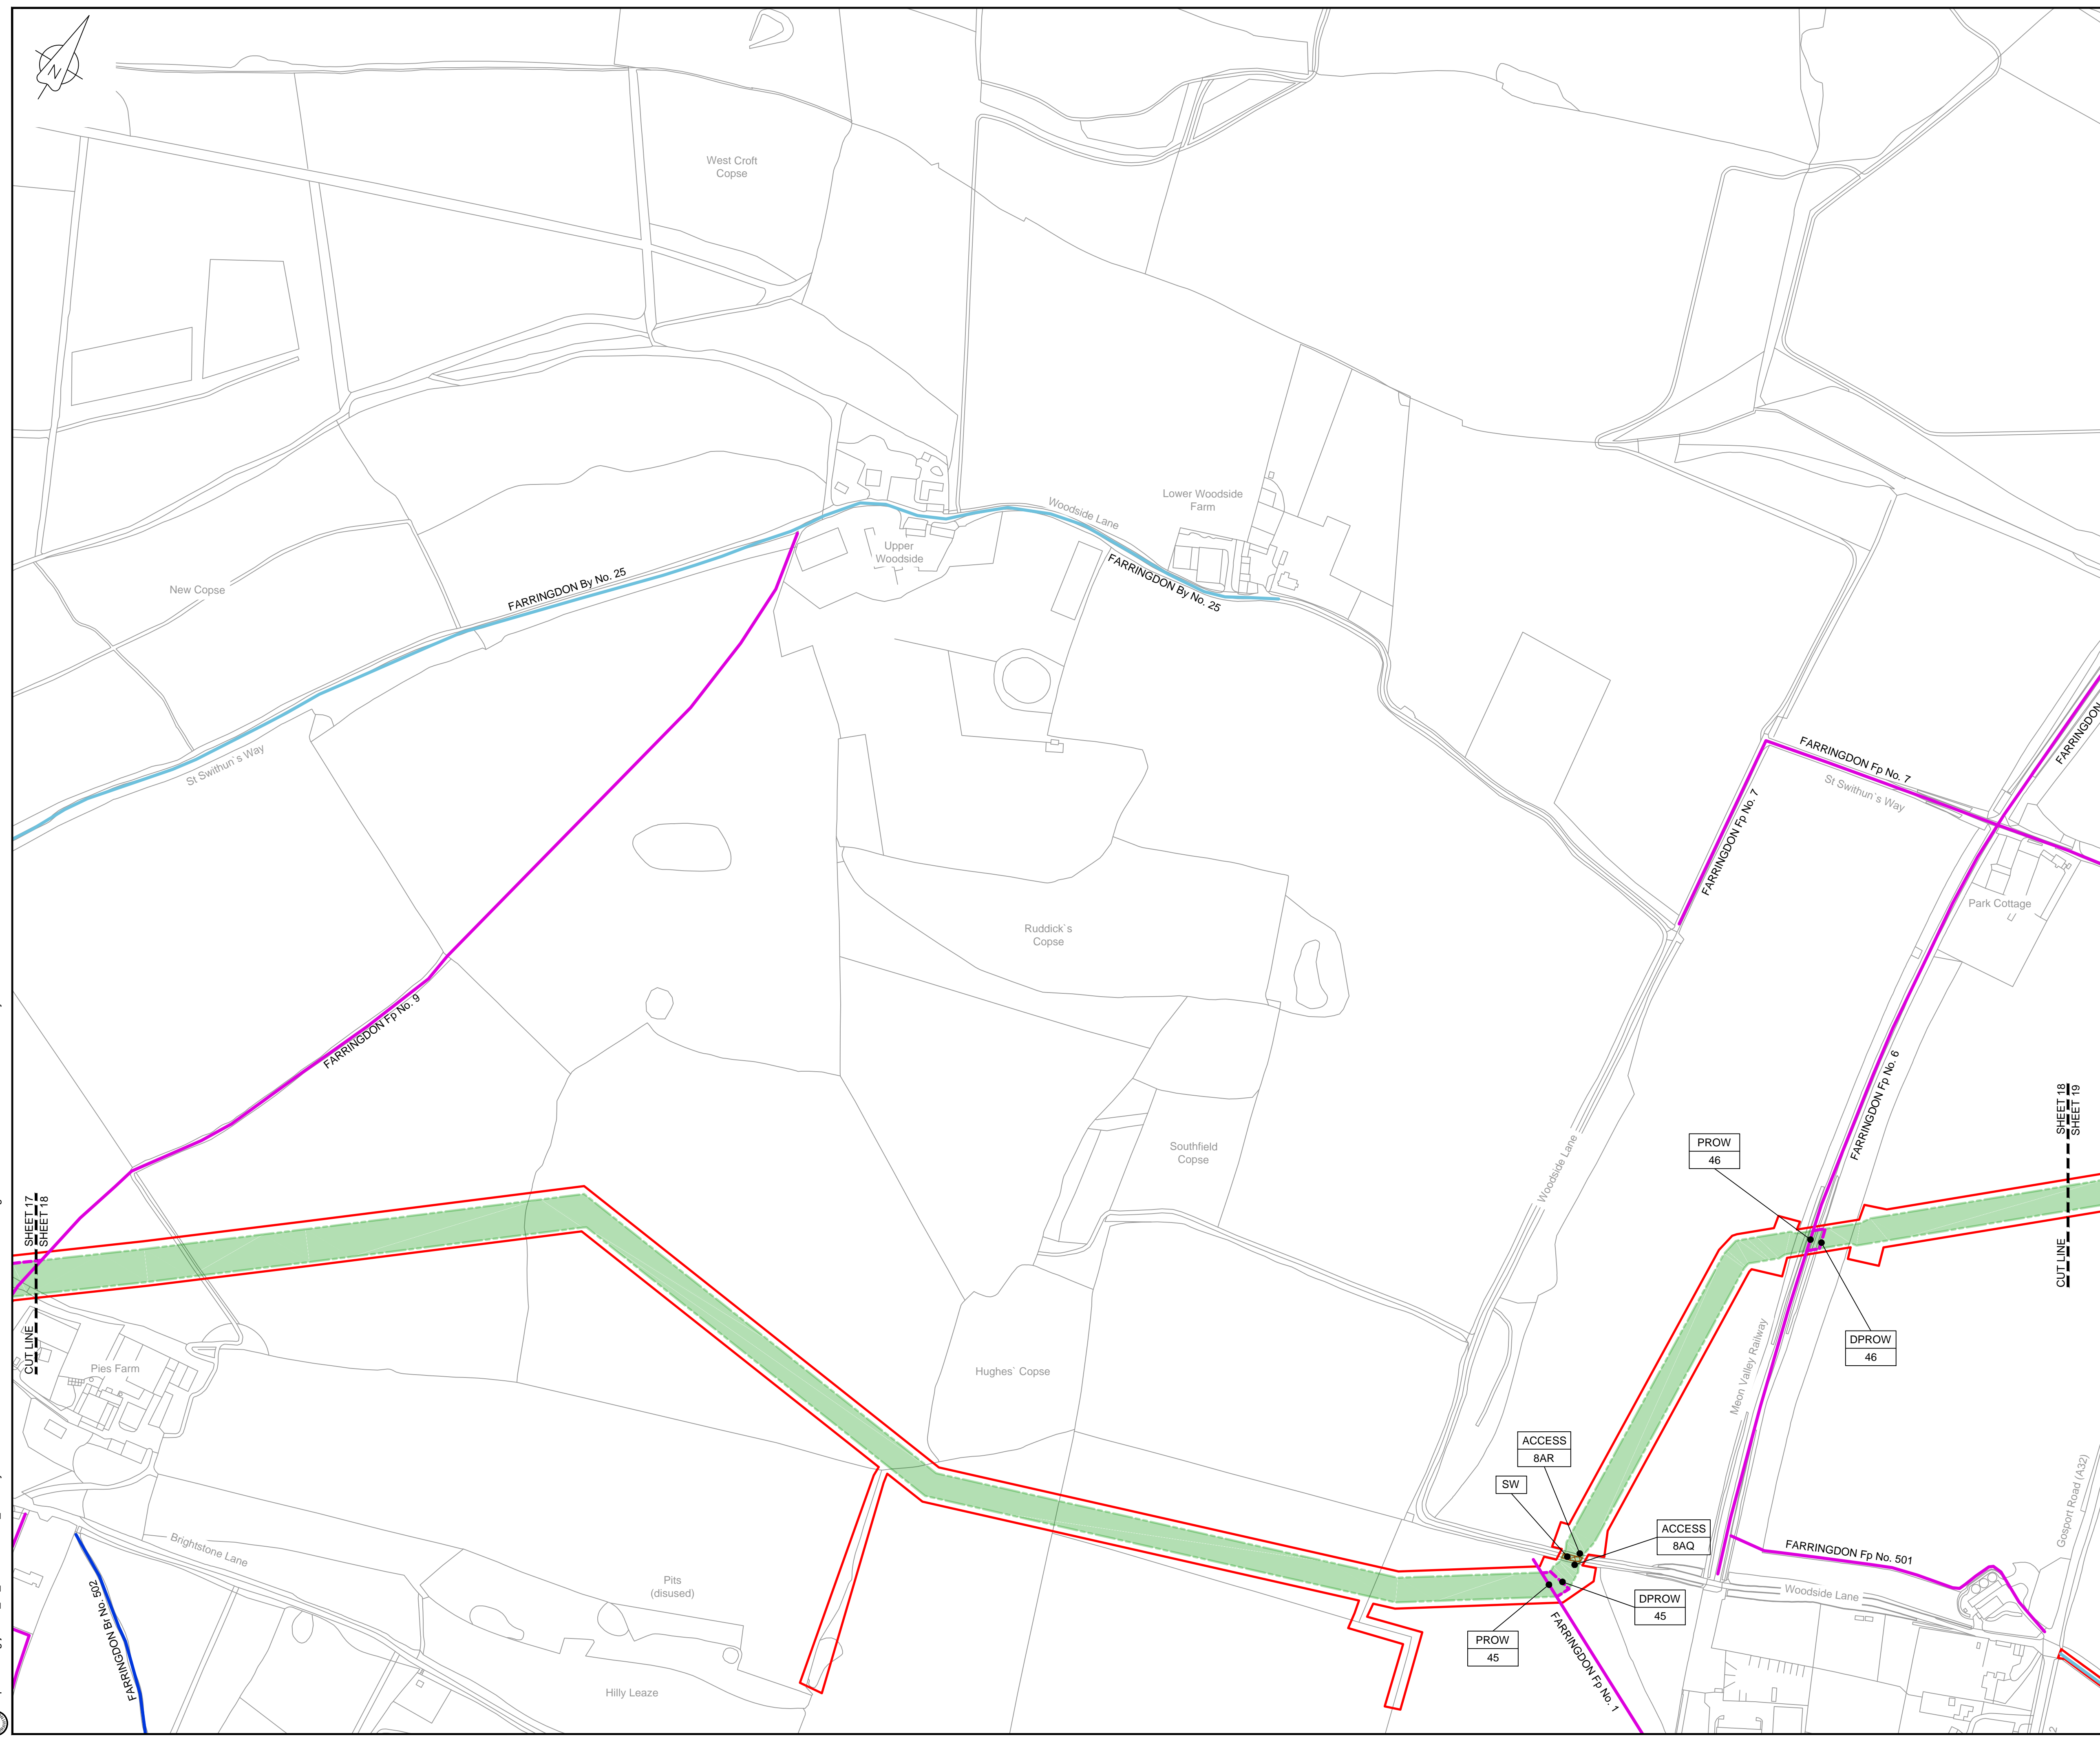 N
West Croft
Copse
New Copse
FARRINGDON By No. 25
St Swithun`s Way
Upper
Woodside
Woodside Lane
Lower Woodside
Farm
FARRINGDON By No. 25
FARRINGDON Fp No. 7
St Swithun`s Way
FARRINGDON
FARRINGDON Fp No. 7
Park Cottage
Ruddick`s
Copse
FARRINGDON Fp No. 9
FARRINGDON Fp No. 6
Southfield
Copse
Woodside Lane
PROW
46
CUT LINE
SHEET 18
SHEET 19
CUT LINE
SHEET 17
SHEET 18
DPROW
46
Pies Farm
Hughes` Copse
Meon Valley Railway
ACCESS
8AR
SW
ACCESS
8AQ
Gosport Road (A32)
Brightstone Lane
FARRINGDON Fp No. 501
Pits
(disused)
Woodside Lane
DPROW
45
PROW
45
FARRINGDON Br No. 502
Hilly Leaze
FARRINGDON Fp No. 1